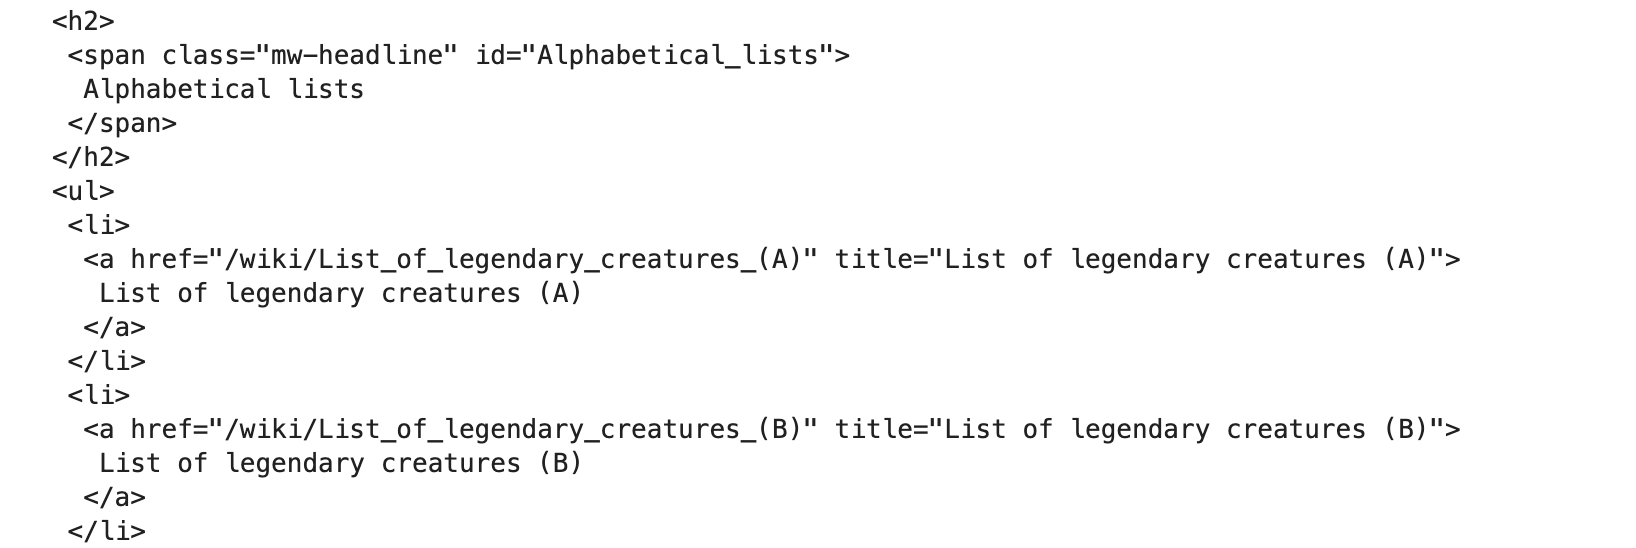 <h2>
<span class="mw-headline" id="Alphabetical_lists">
Alphabetical lists
</span>
</h2>
<ul>
<li>
<a href="/wiki/List_of_legendary_creatures_(A)" title="List of legendary creatures (A)">
List of legendary creatures (A)
</a>
</li>
<li>
<a href="/wiki/List_of_legendary_creatures_(B)" title="List of legendary creatures (B)">
List of legendary creatures (B)
</a>
</li>